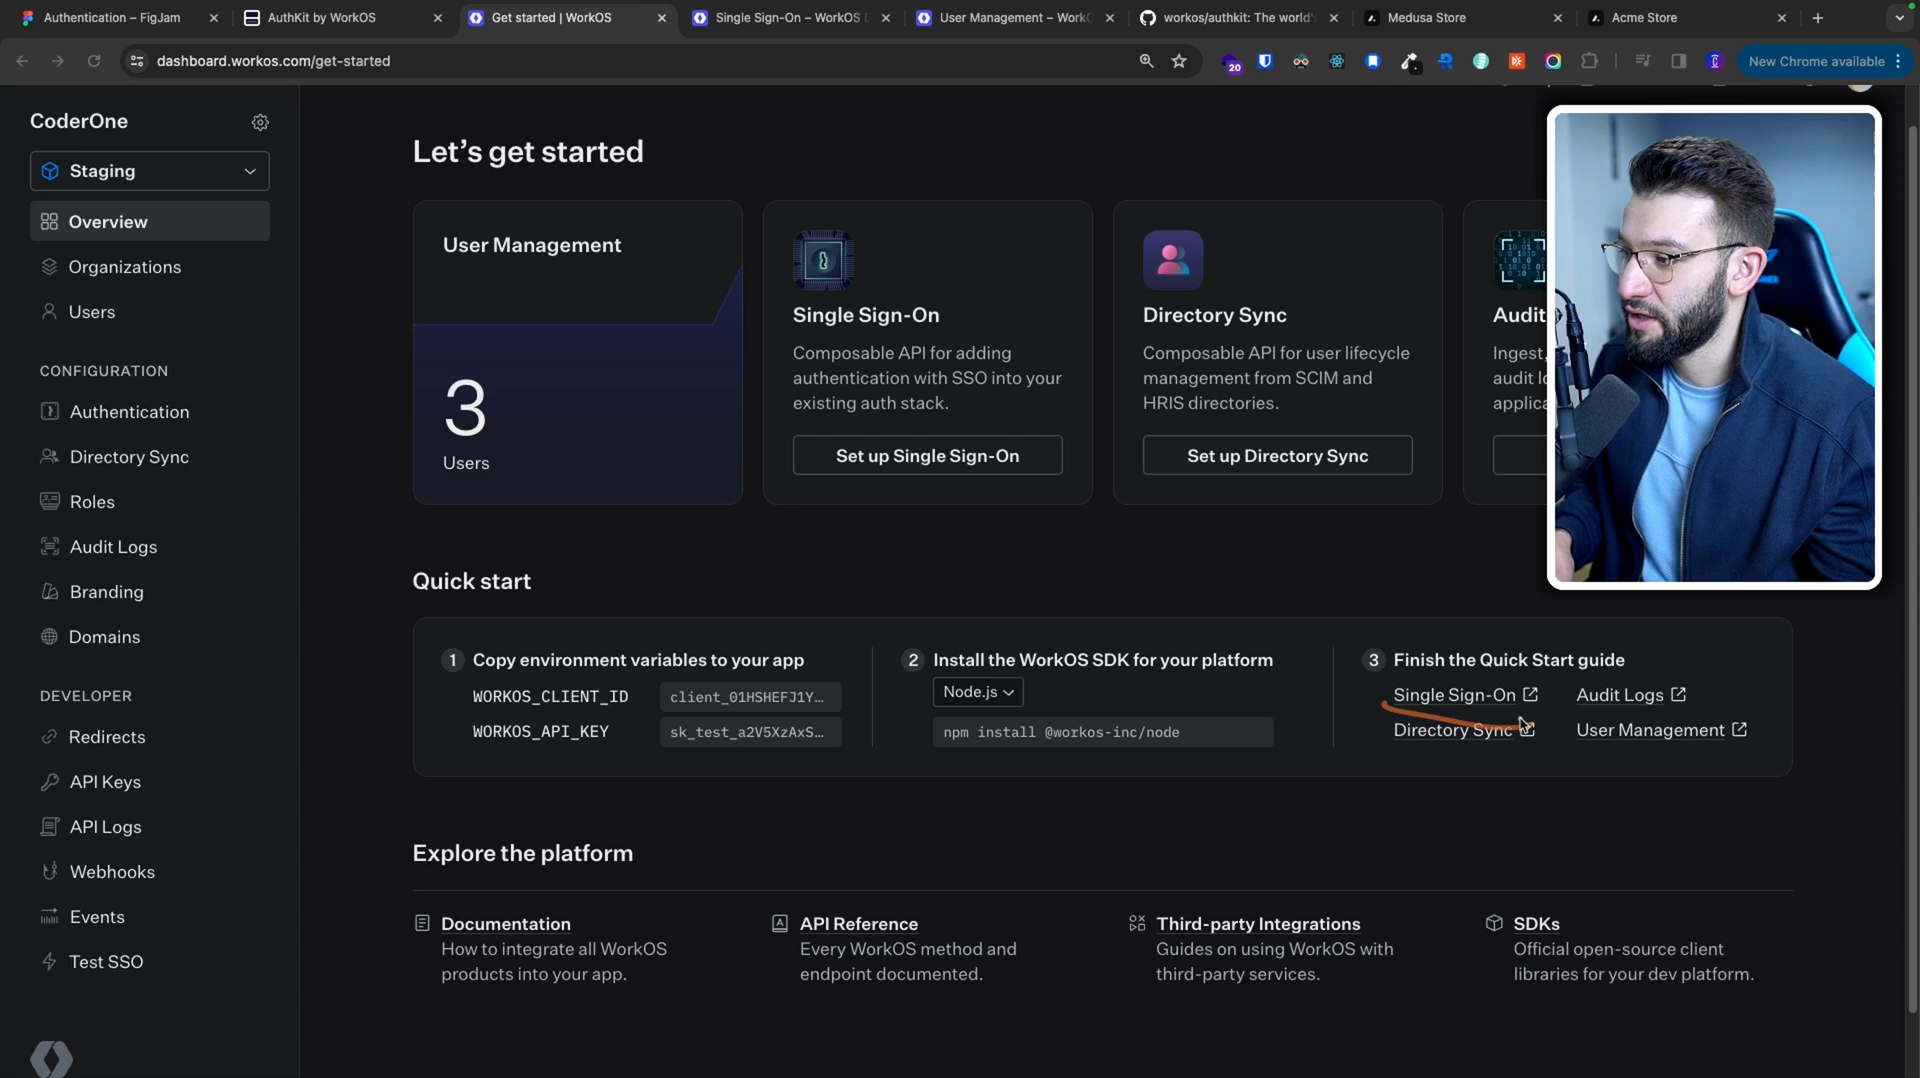 Authentication – FigJam
AuthKit by WorkOS
Get started | WorkOS
Single Sign-On – WorkOS
User Management – Work
workos/authkit: The world'
Medusa Store
Acme Store
dashboard.workos.com/get-started
20
New Chrome available
CoderOne
Staging
Overview
Organizations
Users
CONFIGURATION
Authentication
Directory Sync
Roles
Audit Logs
Branding
Domains
DEVELOPER
Redirects
API Keys
API Logs
Webhooks
Events
Test SSO
Let’s get started
User Management
3
Users
Single Sign-On
Composable API for adding
authentication with SSO into your
existing auth stack.
Set up Single Sign-On
Directory Sync
Composable API for user lifecycle
management from SCIM and
HRIS directories.
Set up Directory Sync
Audit
Ingest,
audit lo
applica
Quick start
1 Copy environment variables to your app
WORKOS_CLIENT_ID client_01HSHEFJ1Y…
WORKOS_API_KEY sk_test_a2V5XzAxS…
2 Install the WorkOS SDK for your platform
Node.js
npm install @workos-inc/node
3 Finish the Quick Start guide
Single Sign-On Audit Logs
Directory Sync User Management
Explore the platform
Documentation
How to integrate all WorkOS
products into your app.
API Reference
Every WorkOS method and
endpoint documented.
Third-party Integrations
Guides on using WorkOS with
third-party services.
SDKs
Official open-source client
libraries for your dev platform.